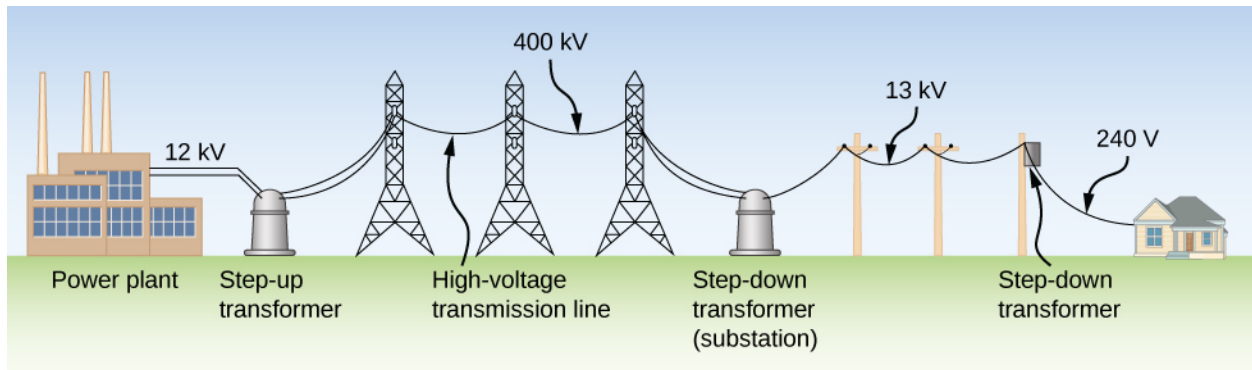 400 kV
13 kV
12 kV
240 V
Power plant
Step-up
transformer
High-voltage
transmission line
Step-down
transformer
(substation)
Step-down
transformer